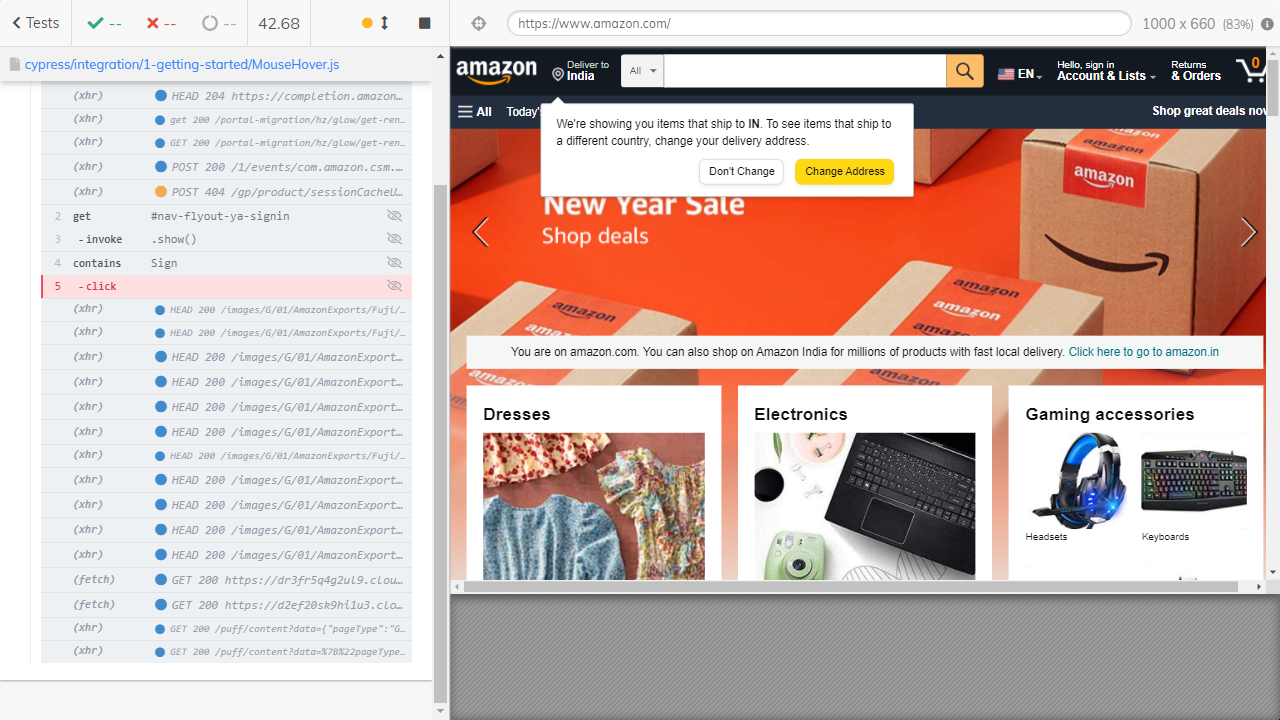 Tests
--
--
--
42.68
https://www.amazon.com/
1000 x 660 (83%)
cypress/integration/1-getting-started/MouseHover.js
(xhr) HEAD 204 https://completion.amazon…
(xhr) get 200 /portal-migration/hz/glow/get-ren…
(xhr) GET 200 /portal-migration/hz/glow/get-ren…
(xhr) POST 200 /1/events/com.amazon.csm.…
(xhr) POST 404 /gp/product/sessionCacheU…
2 get #nav-flyout-ya-signin
3 -invoke .show()
4 contains Sign
5 -click
(xhr) HEAD 200 /images/G/01/AmazonExports/Fuji/…
(xhr) HEAD 200 /images/G/01/AmazonExports/Fuji/…
(xhr) HEAD 200 /images/G/01/AmazonExport…
(xhr) HEAD 200 /images/G/01/AmazonExport…
(xhr) HEAD 200 /images/G/01/AmazonExport…
(xhr) HEAD 200 /images/G/01/AmazonExport…
(xhr) HEAD 200 /images/G/01/AmazonExports/Fuji/…
(xhr) HEAD 200 /images/G/01/AmazonExport…
(xhr) HEAD 200 /images/G/01/AmazonExport…
(xhr) HEAD 200 /images/G/01/AmazonExport…
(xhr) HEAD 200 /images/G/01/AmazonExport…
(fetch) GET 200 https://dr3fr5q4g2ul9.clou…
(fetch) GET 200 https://d2ef20sk9hi1u3.clo…
(xhr) GET 200 /puff/content?data={"pageType":"G…
(xhr) GET 200 /puff/content?data=%7B%22pageType…
amazon
Deliver to
India
All
EN
Hello, sign in
Account & Lists
Returns
& Orders
0
All
Today's
Shop great deals now
We're showing you items that ship to IN. To see items that ship to
a different country, change your delivery address.
Don't Change
Change Address
New Year Sale
Shop deals
amazon
amazon
amazon
amazon
amazon
amazon
amazon
amazon
amazon
You are on amazon.com. You can also shop on Amazon India for millions of products with fast local delivery. Click here to go to amazon.in
Dresses
Electronics
Gaming accessories
Headsets
Keyboards